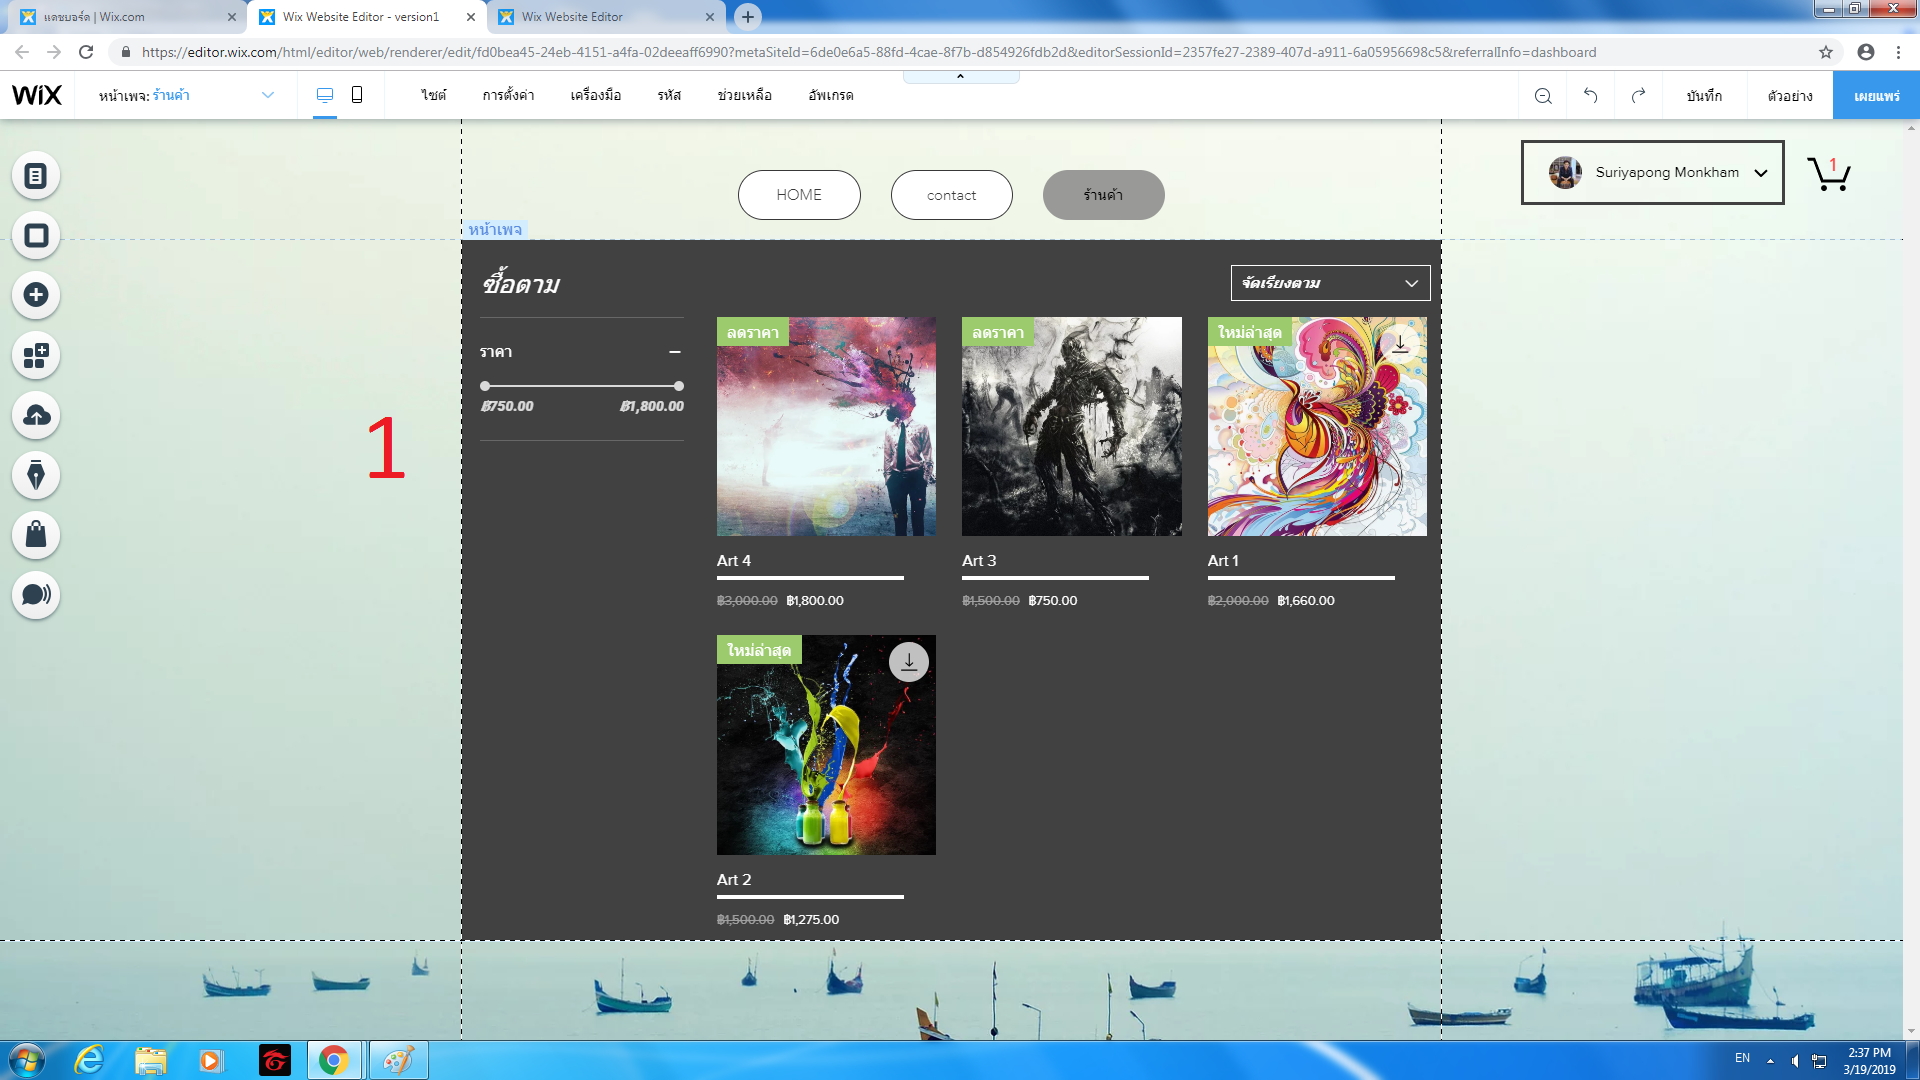 แดชบอร์ด | Wix.com
Wix Website Editor - version1
Wix Website Editor
https://editor.wix.com/html/editor/web/renderer/edit/fd0bea45-24eb-4151-a4fa-02deeaff6990?metaSiteId=6de0e6a5-88fd-4cae-8f7b-d854926fdb2d&editorSessionId=2357fe27-2389-407d-a911-6a05956698c5&referralInfo=dashboard
WiX
หน้าเพจ: ร้านค้า
ไซต์ การตั้งค่า เครื่องมือ รหัส ช่วยเหลือ อัพเกรด
บันทึก ตัวอย่าง เผยแพร่
HOME contact ร้านค้า
Suriyapong Monkham
1
หน้าเพจ
ซื้อตาม
จัดเรียงตาม
ราคา
฿750.00 ฿1,800.00
1
ลดราคา
ลดราคา
ใหม่ล่าสุด
Art 4
฿3,000.00 ฿1,800.00
Art 3
฿1,500.00 ฿750.00
Art 1
฿2,000.00 ฿1,660.00
ใหม่ล่าสุด
Art 2
฿1,500.00 ฿1,275.00
EN
2:37 PM
3/19/2019